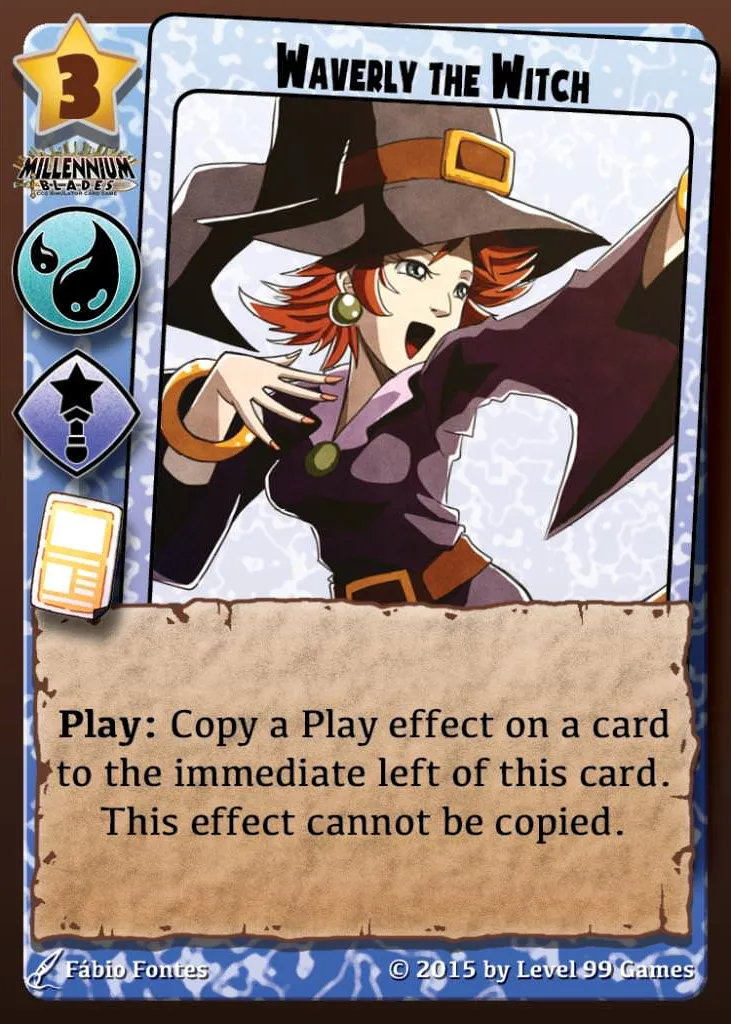 3
WAVERLY THE WITCH
MILLENNIUM
BLADES
CCG SIMULATOR CARD GAME
Play: Copy a Play effect on a card
to the immediate left of this card.
This effect cannot be copied.
Fábio Fontes
© 2015 by Level 99 Games